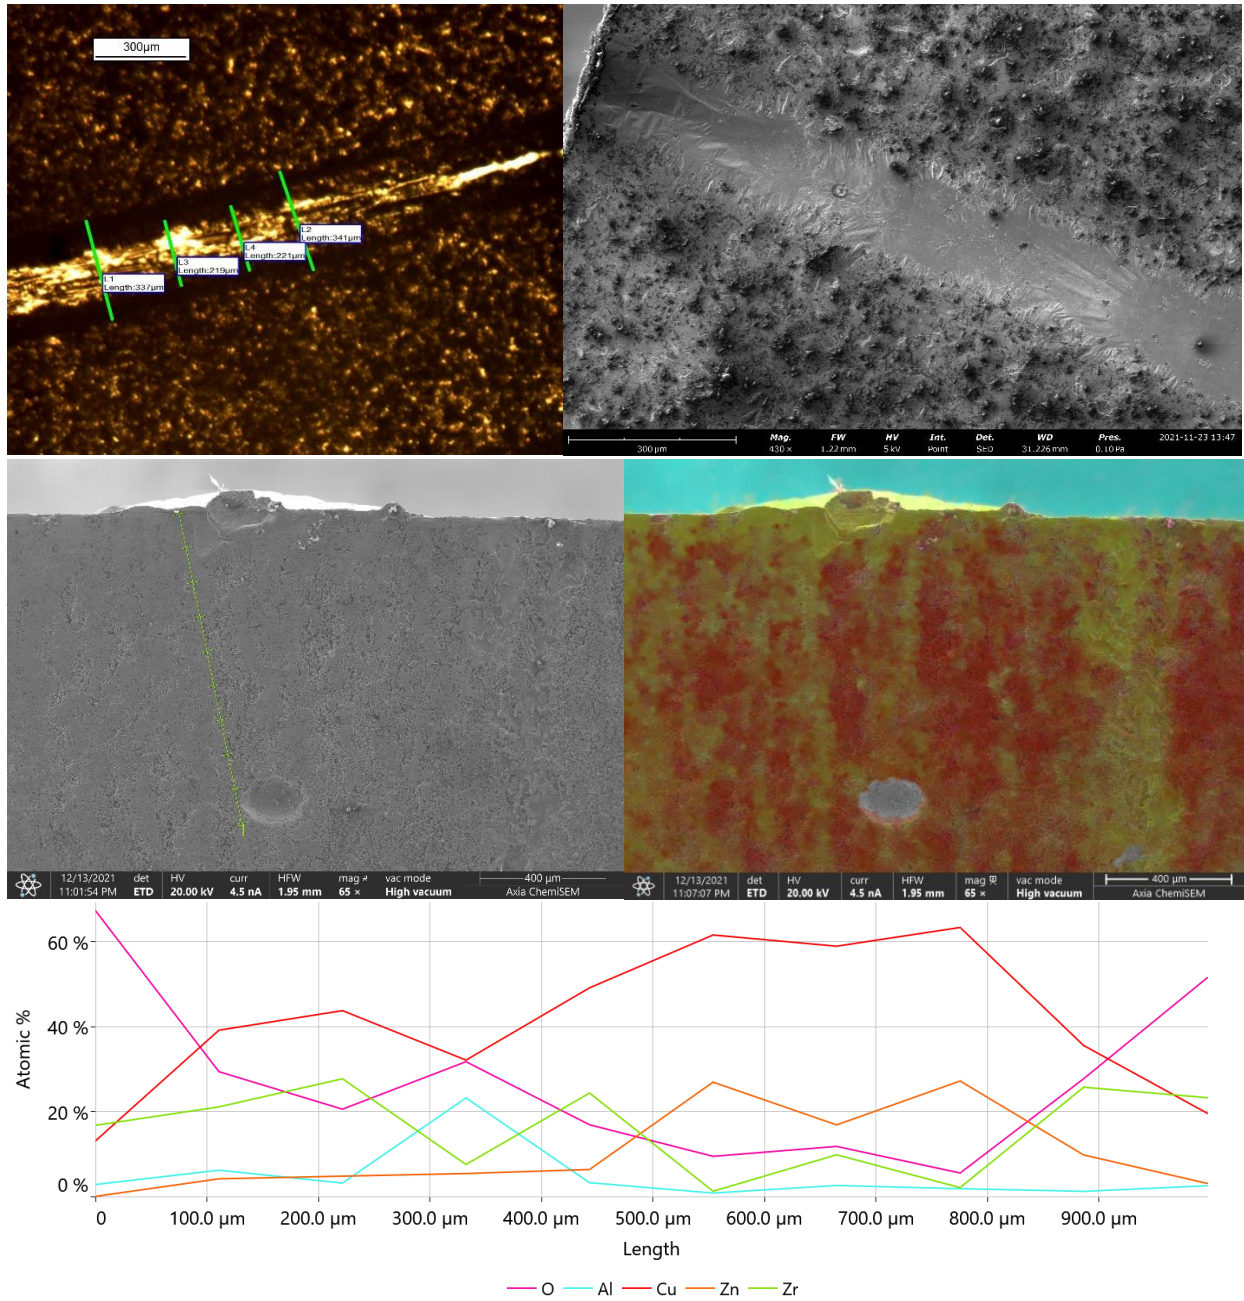 300µm
L2
Length:341µm
L4
Length:221µm
L3
Length:219µm
L1
Length:337µm
300 µm
Mag. FW HV Int. Det. WD Pres. 2021-11-23 13:47
430 × 1.22 mm 5 kV Point SED 31.226 mm 0.10 Pa
12/13/2021 det HV curr HFW mag vac mode 400 µm
11:01:54 PM ETD 20.00 kV 4.5 nA 1.95 mm 65 × High vacuum Axia ChemiSEM
12/13/2021 det HV curr HFW mag vac mode 400 µm
11:07:07 PM ETD 20.00 kV 4.5 nA 1.95 mm 65 × High vacuum Axia ChemiSEM
60 %
40 %
20 %
0 %
Atomic %
0 100.0 µm 200.0 µm 300.0 µm 400.0 µm 500.0 µm 600.0 µm 700.0 µm 800.0 µm 900.0 µm
Length
O Al Cu Zn Zr